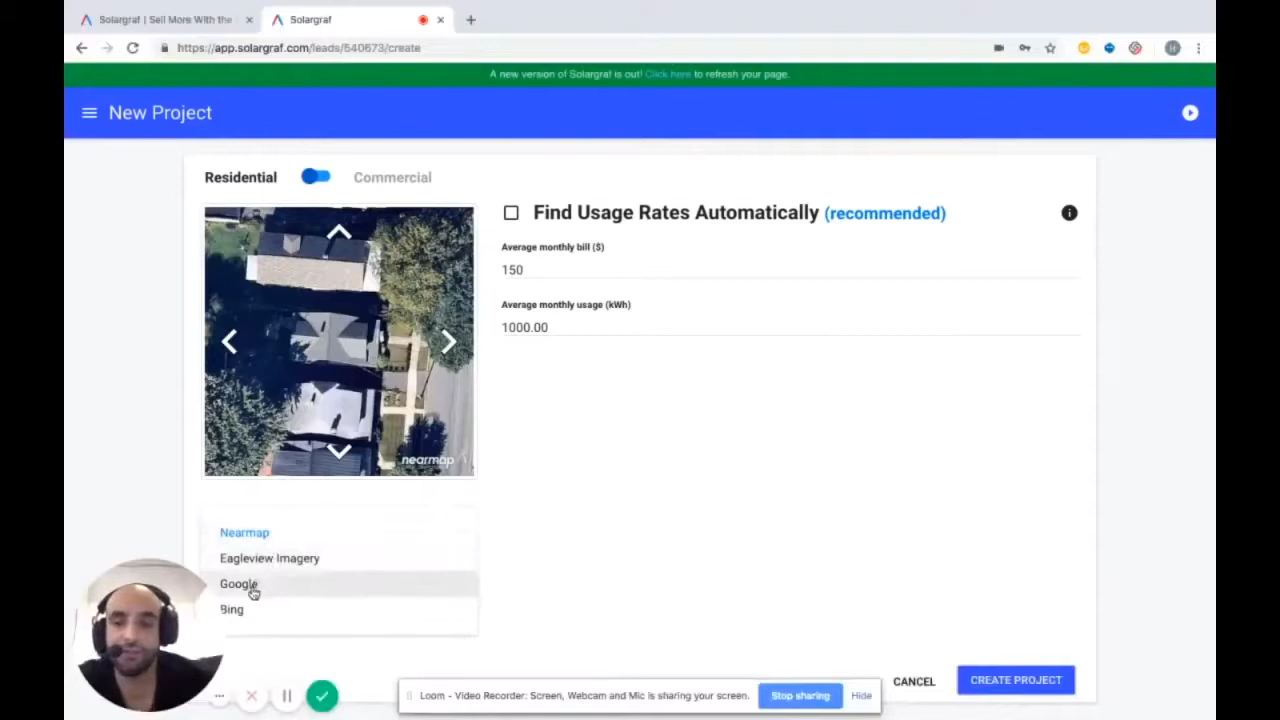 Solargraf | Sell More With the
Solargraf
https://app.solargraf.com/leads/540673/create
A new version of Solargraf is out! Click here to refresh your page.
New Project
Residential
Commercial
Find Usage Rates Automatically (recommended)
Average monthly bill ($)
150
Average monthly usage (kWh)
1000.00
nearmap
Nearmap
Eagleview Imagery
Google
Bing
CANCEL
CREATE PROJECT
Loom - Video Recorder: Screen, Webcam and Mic is sharing your screen.
Stop sharing
Hide